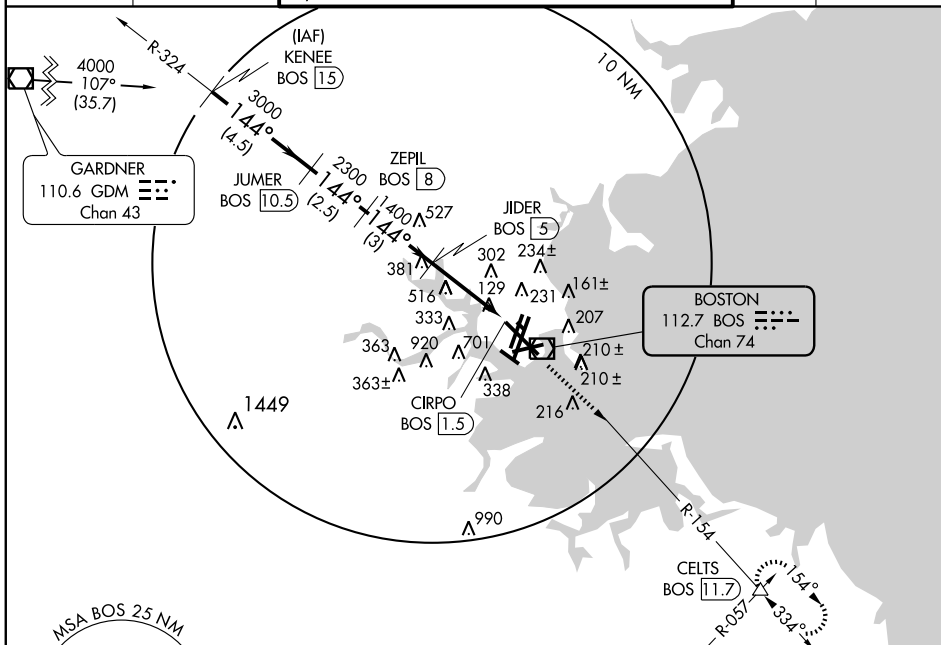 (IAF)
KENEE
BOS 15
R-324
10 NM
4000
107°
(35.7)
3000
144°
(4.5)
GARDNER
110.6 GDM
Chan 43
JUMER
BOS 10.5
2300
144°
(2.5)
ZEPIL
BOS 8
1400
144°
(3)
527
JIDER
BOS 5
381
302
234±
516
129
231
161±
333
207
BOSTON
112.7 BOS
Chan 74
363
920
701
210±
363±
338
210±
CIRPO
BOS 1.5
216
1449
990
R-154
CELTS
BOS 11.7
154°
R-057
334°
MSA BOS 25 NM